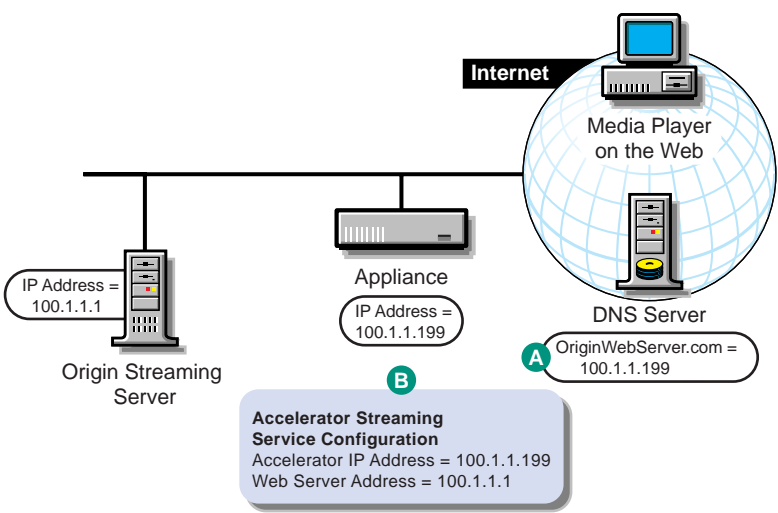 Internet
Media Player
on the Web
IP Address =
100.1.1.1
Origin Streaming
Server
Appliance
IP Address =
100.1.1.199
DNS Server
A
OriginWebServer.com =
100.1.1.199
B
Accelerator Streaming
Service Configuration
Accelerator IP Address = 100.1.1.199
Web Server Address = 100.1.1.1